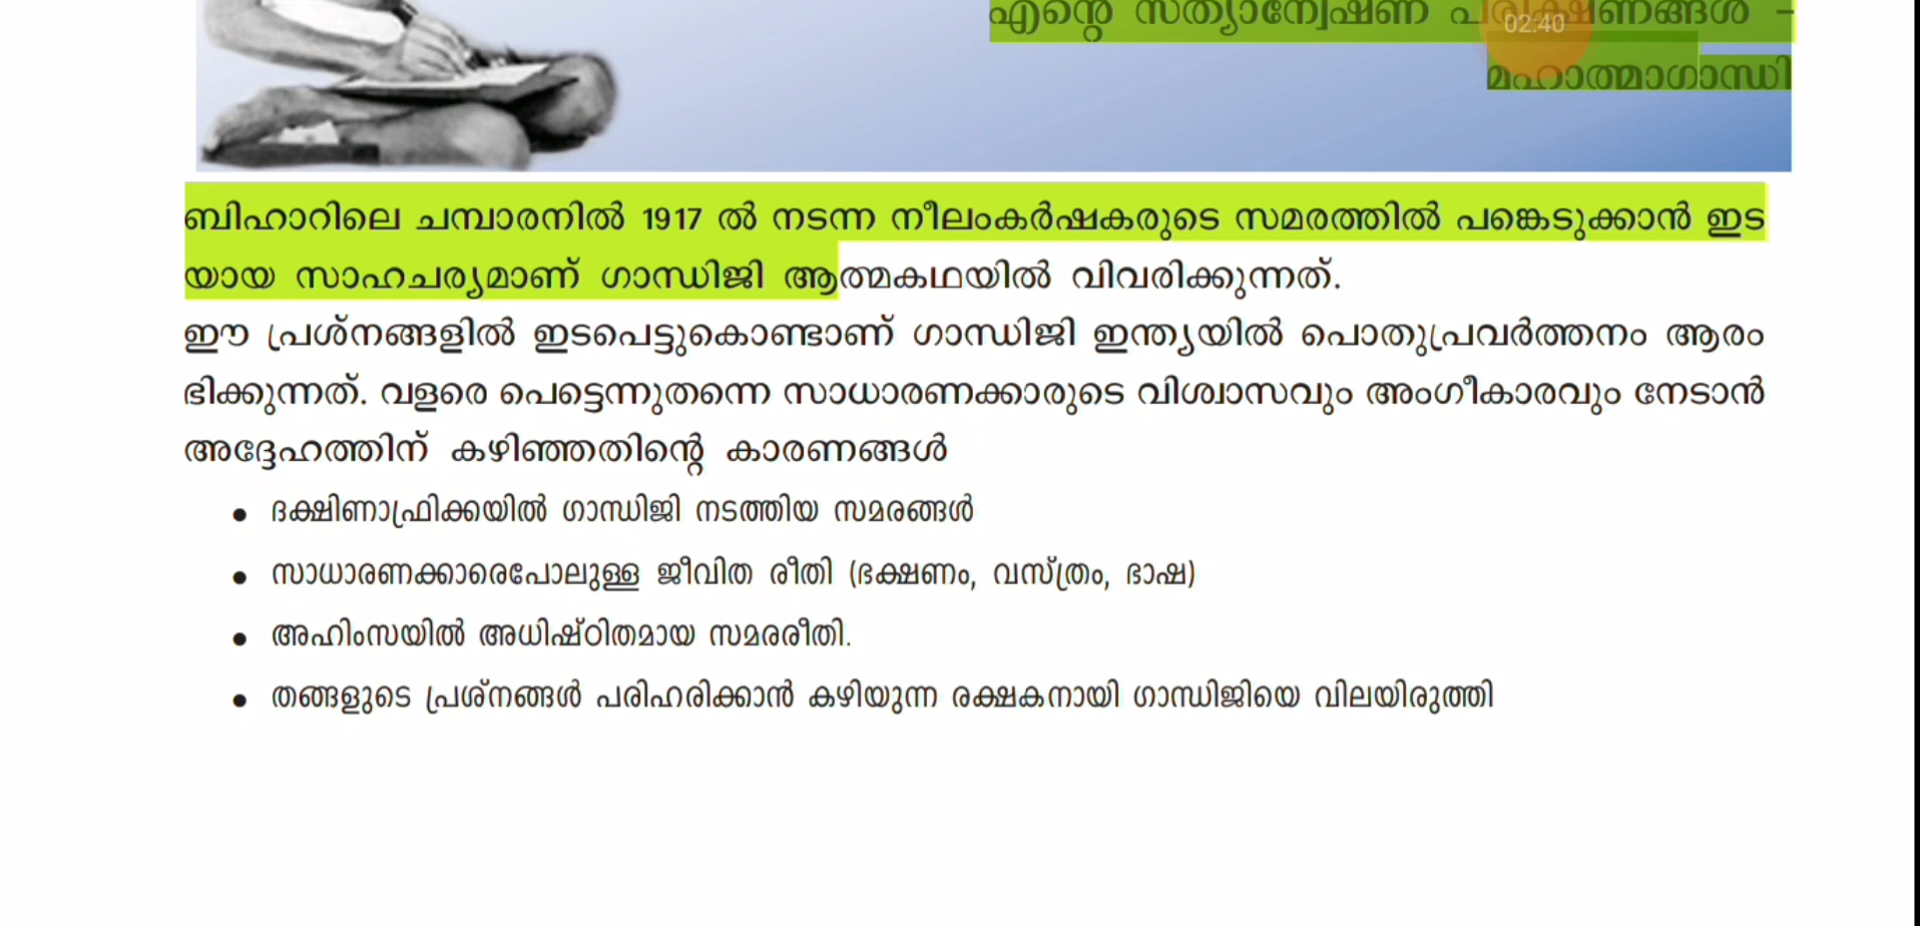 എന്റെ സത്യാന്വേഷണ പരീക്ഷണങ്ങൾ -
02:40
മഹാത്മാഗാന്ധി
ബിഹാറിലെ ചമ്പാരനിൽ 1917 ൽ നടന്ന നീലംകർഷകരുടെ സമരത്തിൽ പങ്കെടുക്കാൻ ഇട
യായ സാഹചര്യമാണ് ഗാന്ധിജി ആത്മകഥയിൽ വിവരിക്കുന്നത്.
ഈ പ്രശ്നങ്ങളിൽ ഇടപെട്ടുകൊണ്ടാണ് ഗാന്ധിജി ഇന്ത്യയിൽ പൊതുപ്രവർത്തനം ആരം
ഭിക്കുന്നത്. വളരെ പെട്ടെന്നുതന്നെ സാധാരണക്കാരുടെ വിശ്വാസവും അംഗീകാരവും നേടാൻ
അദ്ദേഹത്തിന് കഴിഞ്ഞതിന്റെ കാരണങ്ങൾ
● ദക്ഷിണാഫ്രിക്കയിൽ ഗാന്ധിജി നടത്തിയ സമരങ്ങൾ
● സാധാരണക്കാരെപോലുള്ള ജീവിത രീതി (ഭക്ഷണം, വസ്ത്രം, ഭാഷ)
● അഹിംസയിൽ അധിഷ്ഠിതമായ സമരരീതി.
● തങ്ങളുടെ പ്രശ്നങ്ങൾ പരിഹരിക്കാൻ കഴിയുന്ന രക്ഷകനായി ഗാന്ധിജിയെ വിലയിരുത്തി